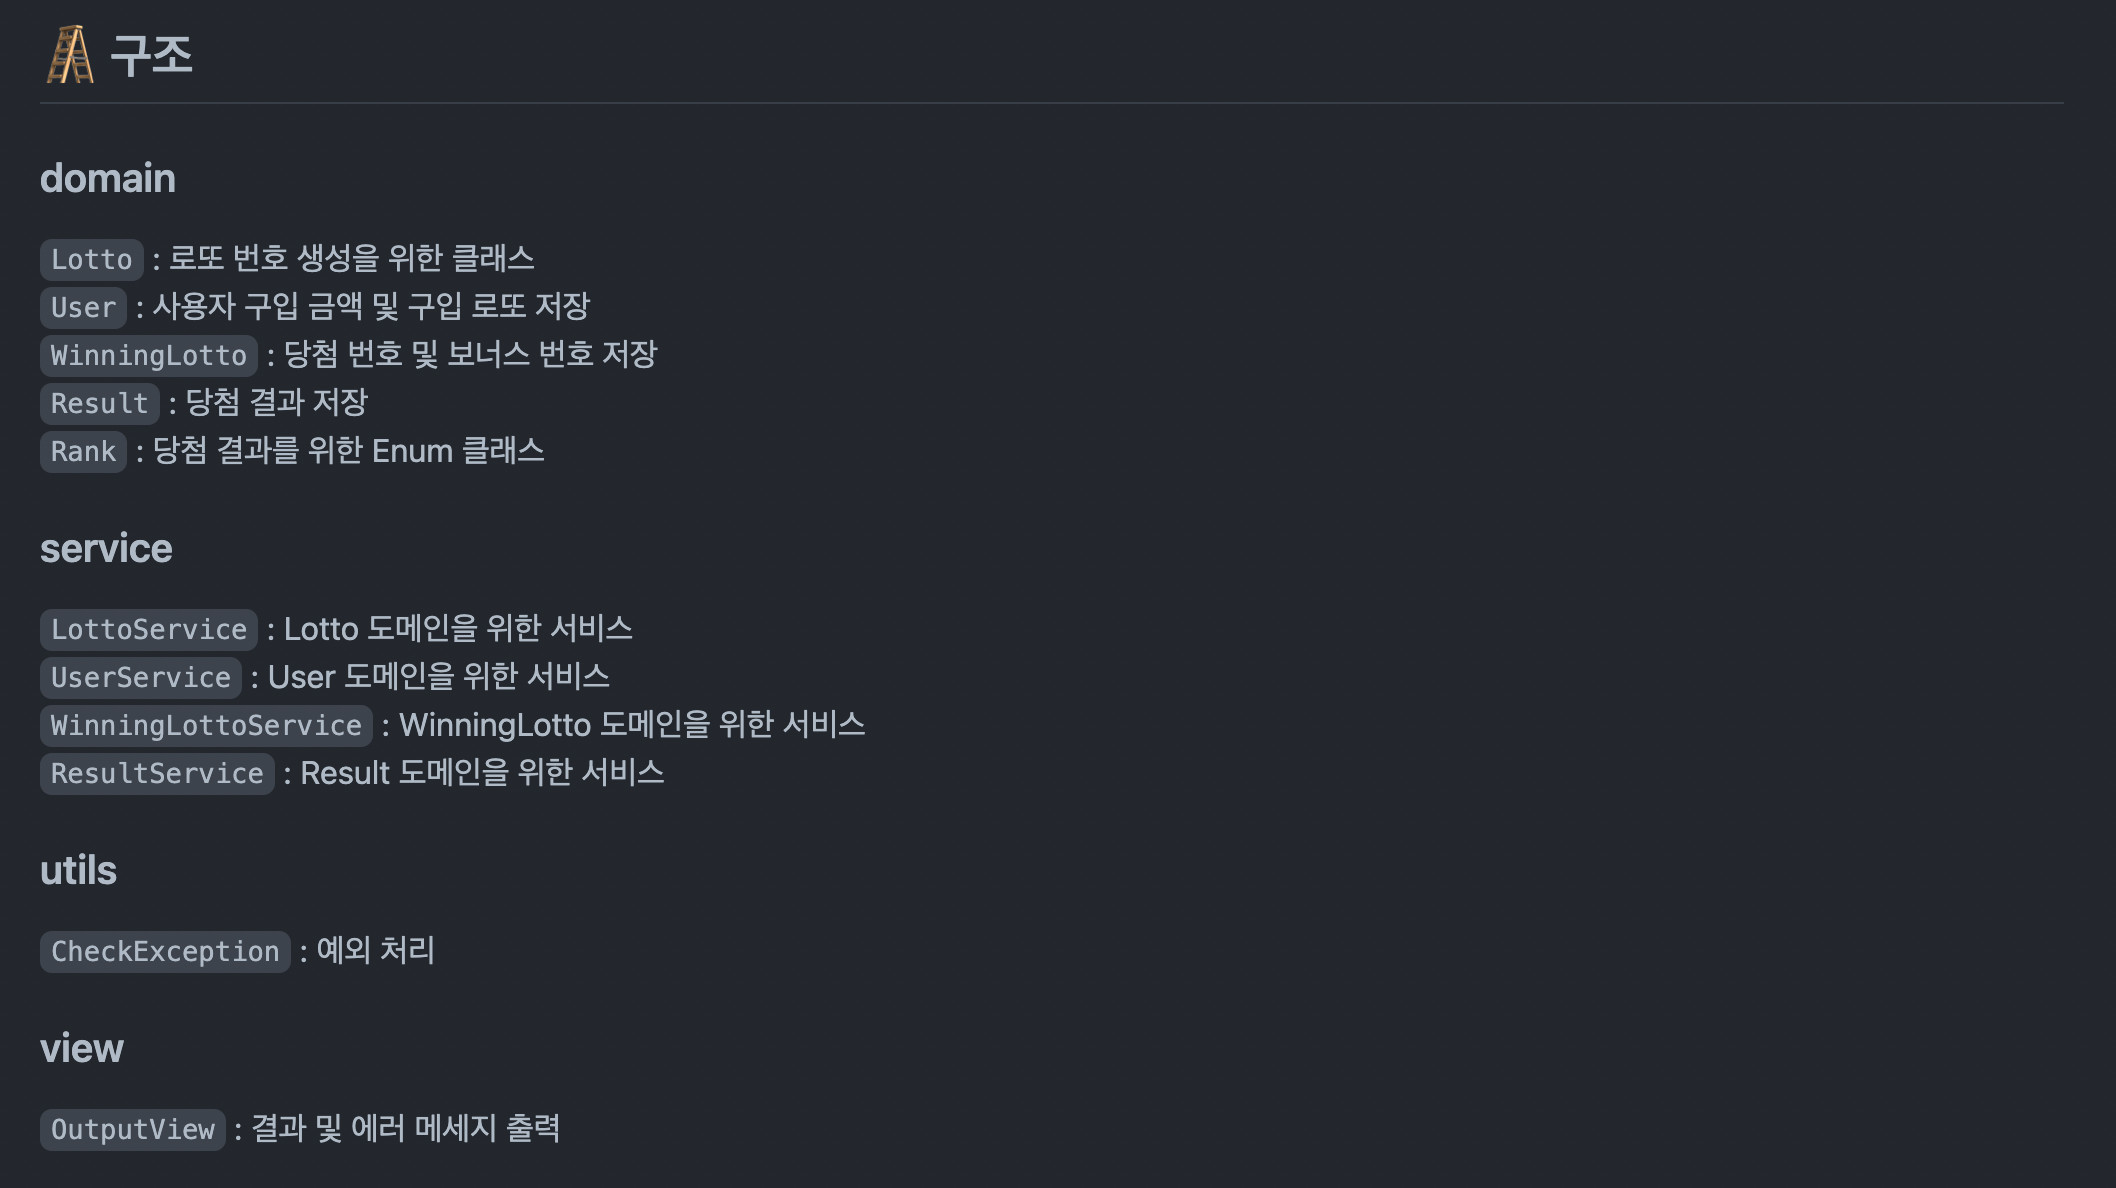 구조
domain
Lotto : 로또 번호 생성을 위한 클래스
User : 사용자 구입 금액 및 구입 로또 저장
WinningLotto : 당첨 번호 및 보너스 번호 저장
Result : 당첨 결과 저장
Rank : 당첨 결과를 위한 Enum 클래스
service
LottoService : Lotto 도메인을 위한 서비스
UserService : User 도메인을 위한 서비스
WinningLottoService : WinningLotto 도메인을 위한 서비스
ResultService : Result 도메인을 위한 서비스
utils
CheckException : 예외 처리
view
OutputView : 결과 및 에러 메세지 출력